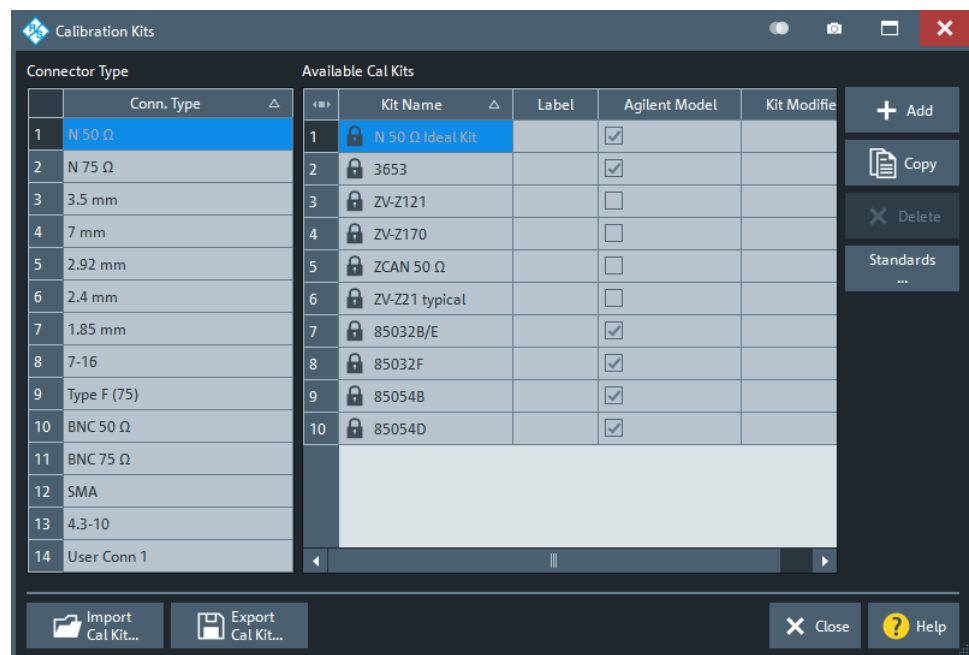 R&S Calibration Kits
Connector Type
Conn. Type
1 N 50 Ω
2 N 75 Ω
3 3.5 mm
4 7 mm
5 2.92 mm
6 2.4 mm
7 1.85 mm
8 7-16
9 Type F (75)
10 BNC 50 Ω
11 BNC 75 Ω
12 SMA
13 4.3-10
14 User Conn 1
Available Cal Kits
Kit Name Label Agilent Model Kit Modifie
1 N 50 Ω Ideal Kit
2 3653
3 ZV-Z121
4 ZV-Z170
5 ZCAN 50 Ω
6 ZV-Z21 typical
7 85032B/E
8 85032F
9 85054B
10 85054D
Add
Copy
Delete
Standards
...
Import
Cal Kit...
Export
Cal Kit...
Close
? Help